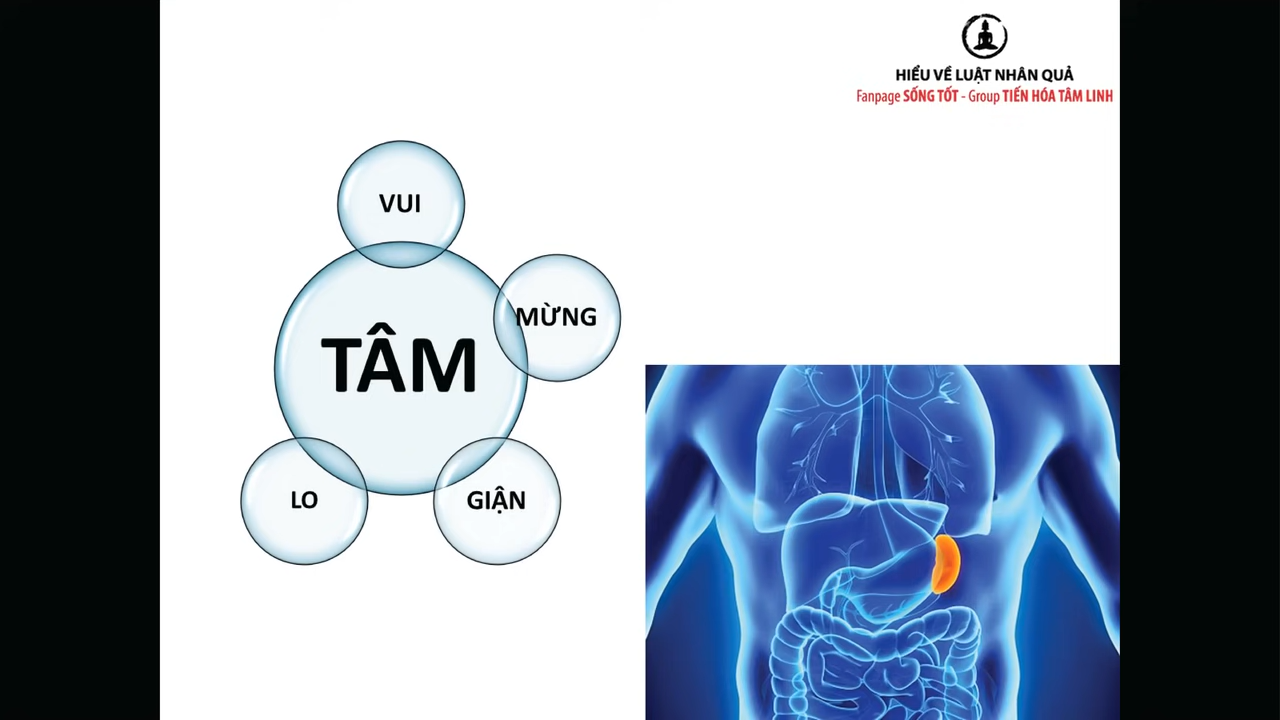 HIỂU VỀ LUẬT NHÂN QUẢ
Fanpage SỐNG TỐT - Group TIẾN HÓA TÂM LINH
VUI
MỪNG
TÂM
LO
GIẬN